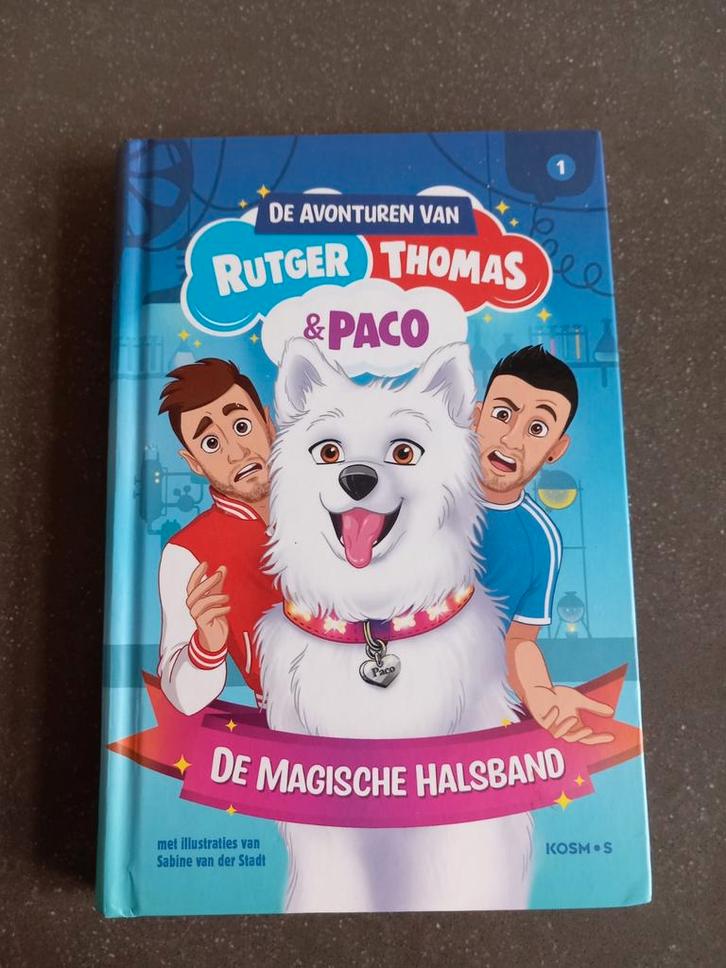 1
DE AVONTUREN VAN
RUTGER THOMAS
& PACO
Paco
DE MAGISCHE HALSBAND
met illustraties van
Sabine van der Stadt
KOSM•S